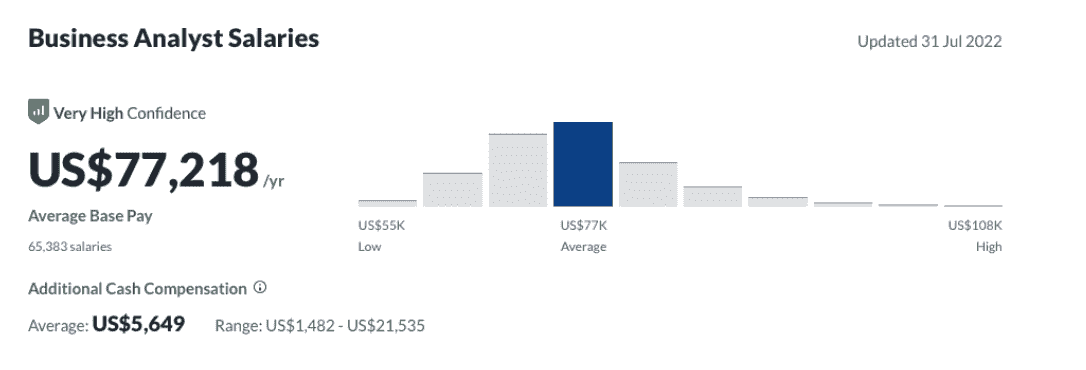 Business Analyst Salaries
Updated 31 Jul 2022
Very High Confidence
US$77,218 /yr
Average Base Pay
65,383 salaries
US$55K US$77K US$108K
Low Average High
Additional Cash Compensation
Average: US$5,649 Range: US$1,482 - US$21,535